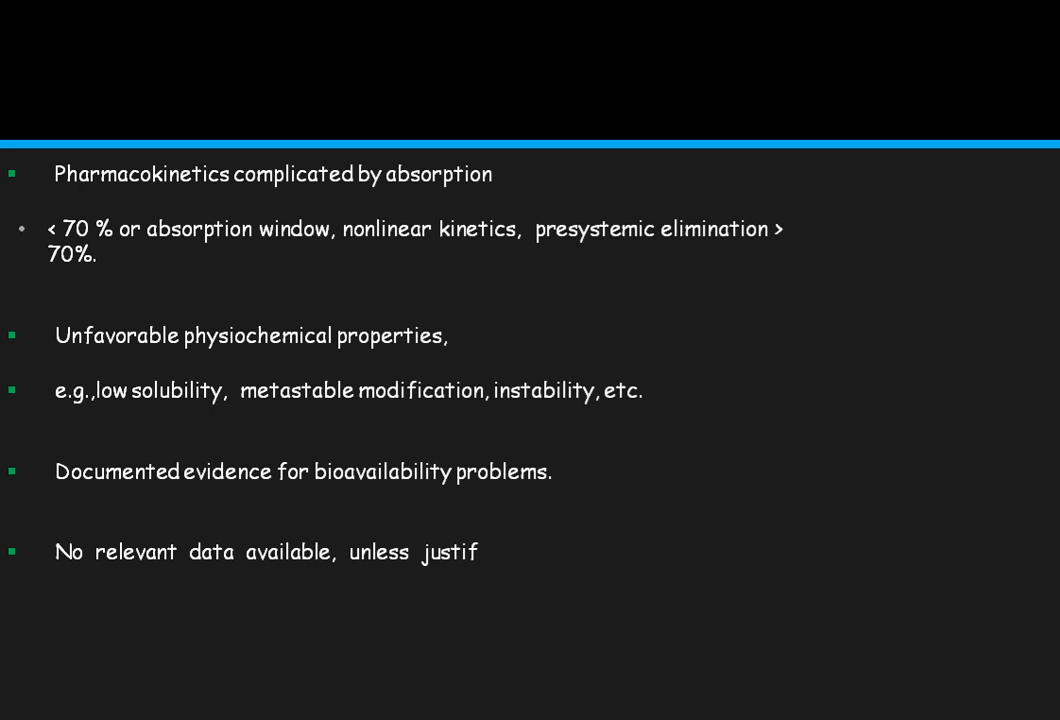 Pharmacokinetics complicated by absorption
< 70 % or absorption window, nonlinear kinetics, presystemic elimination >
70%.
Unfavorable physiochemical properties,
e.g.,low solubility, metastable modification, instability, etc.
Documented evidence for bioavailability problems.
No relevant data available, unless justif